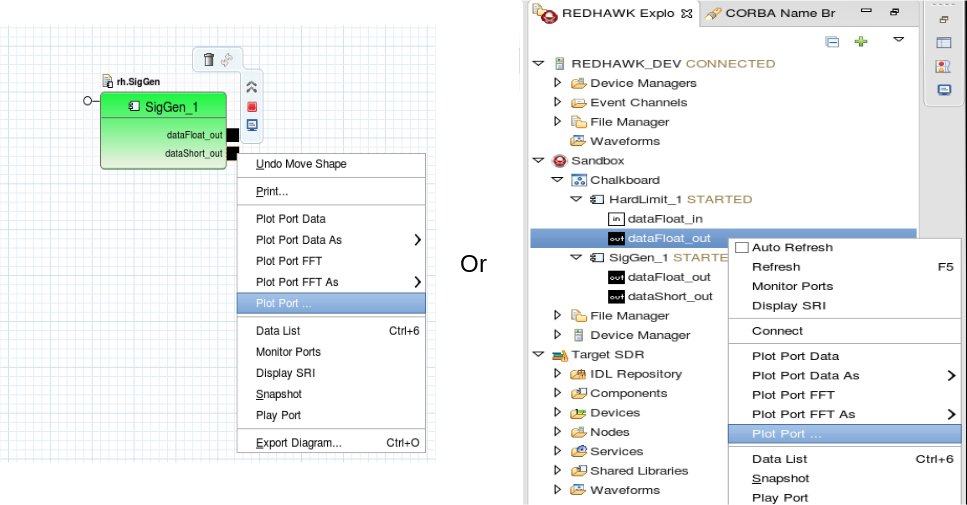 rh.SigGen
SigGen_1
dataFloat_out
dataShort_out
Undo Move Shape
Print...
Plot Port Data
Plot Port Data As
Plot Port FFT
Plot Port FFT As
Plot Port ...
Data List Ctrl+6
Monitor Ports
Display SRI
Snapshot
Play Port
Export Diagram... Ctrl+O
Or
REDHAWK Explo CORBA Name Br
REDHAWK_DEV CONNECTED
Device Managers
Event Channels
File Manager
Waveforms
Sandbox
Chalkboard
HardLimit_1 STARTED
in dataFloat_in
out dataFloat_out
SigGen_1 STARTE
out dataFloat_out
out dataShort_out
File Manager
Device Manager
Target SDR
IDL Repository
Components
Devices
Nodes
Services
Shared Libraries
Waveforms
Auto Refresh
Refresh F5
Monitor Ports
Display SRI
Connect
Plot Port Data
Plot Port Data As
Plot Port FFT
Plot Port FFT As
Plot Port ...
Data List Ctrl+6
Snapshot
Play Port